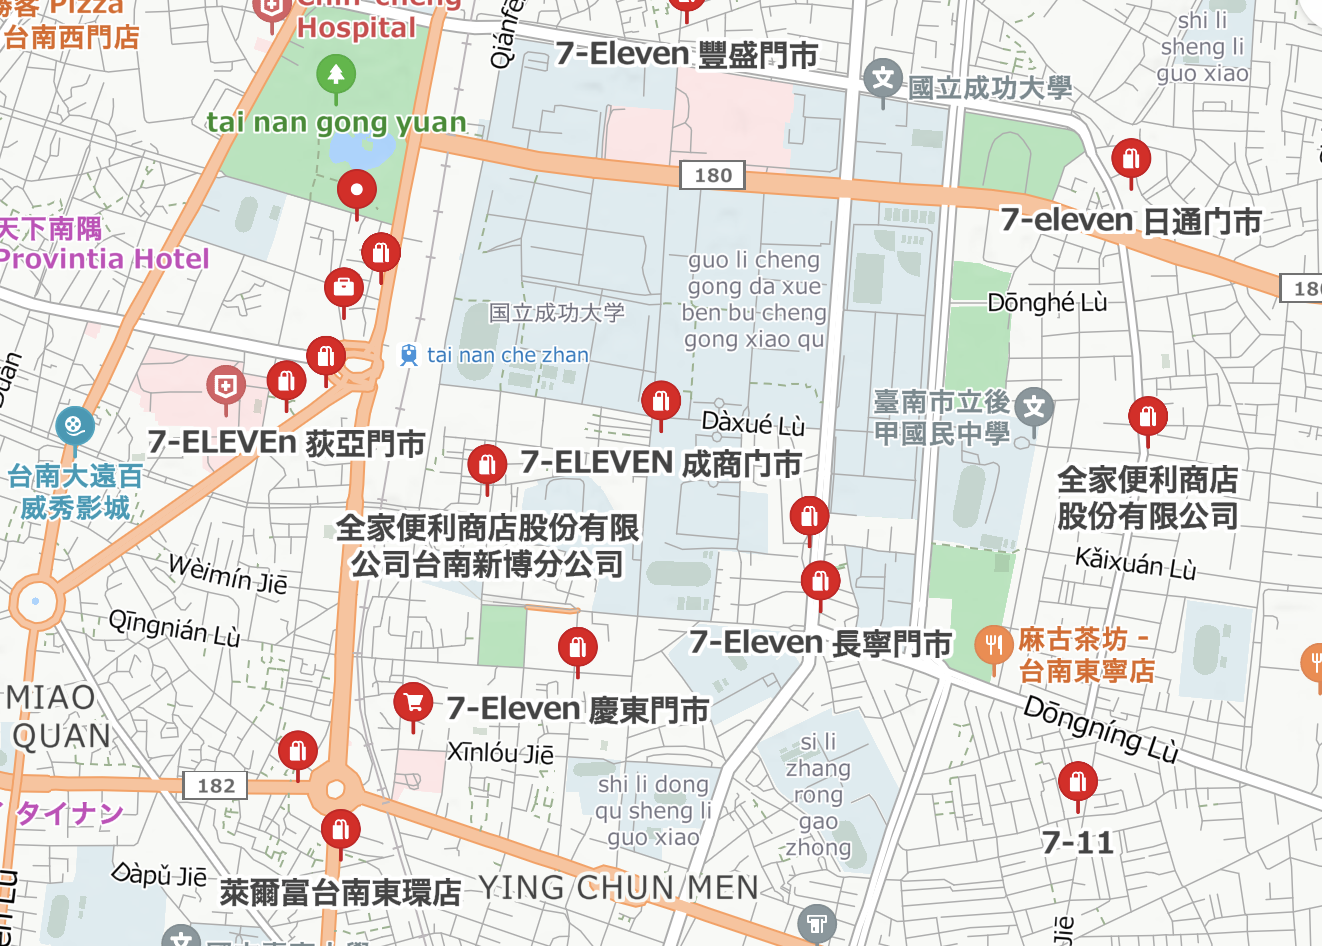 勝客 Pizza
台南西門店
Chin-cheng
Hospital
tai nan gong yuan
7-Eleven 豐盛門市
國立成功大學
shi li
sheng li
guo xiao
180
7-eleven 日通门市
天下南隅
Provintia Hotel
guo li cheng
gong da xue
ben bu cheng
gong xiao qu
国立成功大学
Dōnghé Lù
tai nan che zhan
臺南市立後
甲國民中學
Dàxué Lù
7-ELEVEn 荻亞門市
7-ELEVEN 成商门市
台南大遠百
威秀影城
全家便利商店
股份有限公司
全家便利商店股份有限
公司台南新博分公司
Kǎixuán Lù
Wèimín Jiē
Qīngnián Lù
7-Eleven 長寧門市
麻古茶坊 -
台南東寧店
MIAO
QUAN
7-Eleven 慶東門市
Dōngníng Lù
Xīnlóu Jiē
si li
zhang
rong
gao
zhong
shi li dong
qu sheng li
guo xiao
182
タイナン
7-11
Dàpǔ Jiē
萊爾富台南東環店
YING CHUN MEN